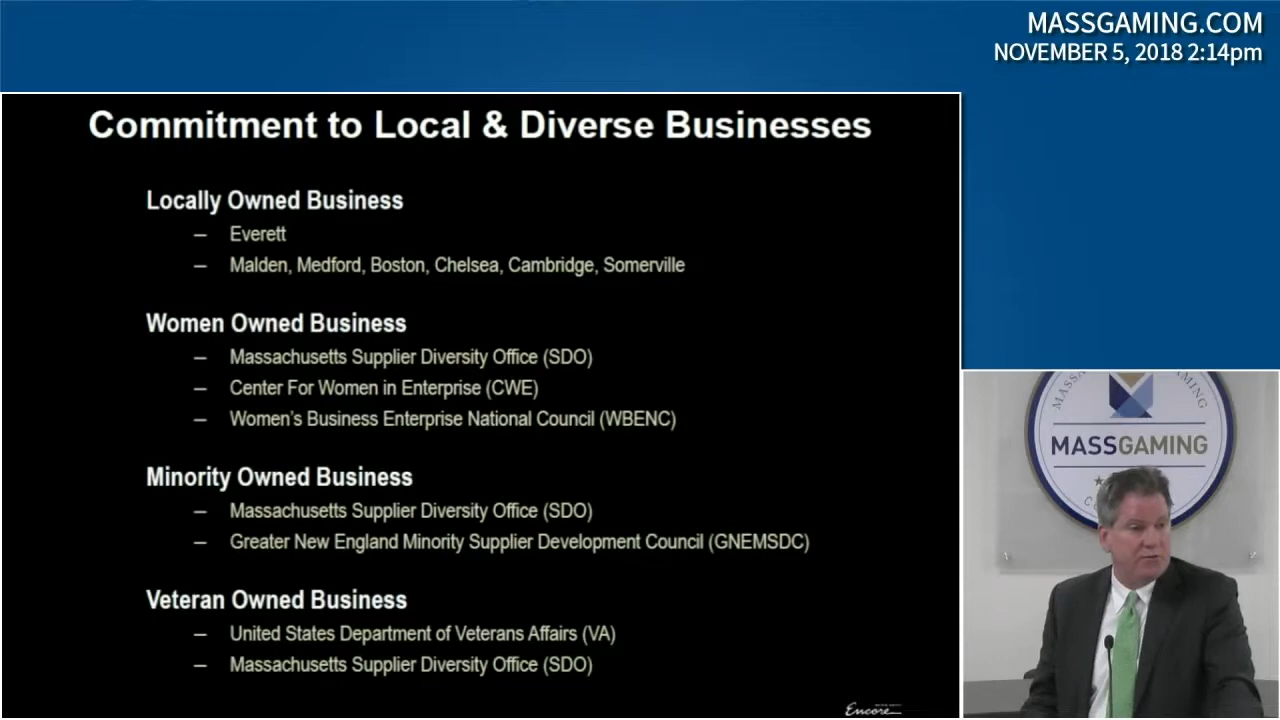 MASSGAMING.COM
NOVEMBER 5, 2018 2:14pm
Commitment to Local & Diverse Businesses
Locally Owned Business
– Everett
– Malden, Medford, Boston, Chelsea, Cambridge, Somerville
Women Owned Business
– Massachusetts Supplier Diversity Office (SDO)
– Center For Women in Enterprise (CWE)
– Women's Business Enterprise National Council (WBENC)
Minority Owned Business
– Massachusetts Supplier Diversity Office (SDO)
– Greater New England Minority Supplier Development Council (GNEMSDC)
Veteran Owned Business
– United States Department of Veterans Affairs (VA)
– Massachusetts Supplier Diversity Office (SDO)
Encore
MASSGAMING